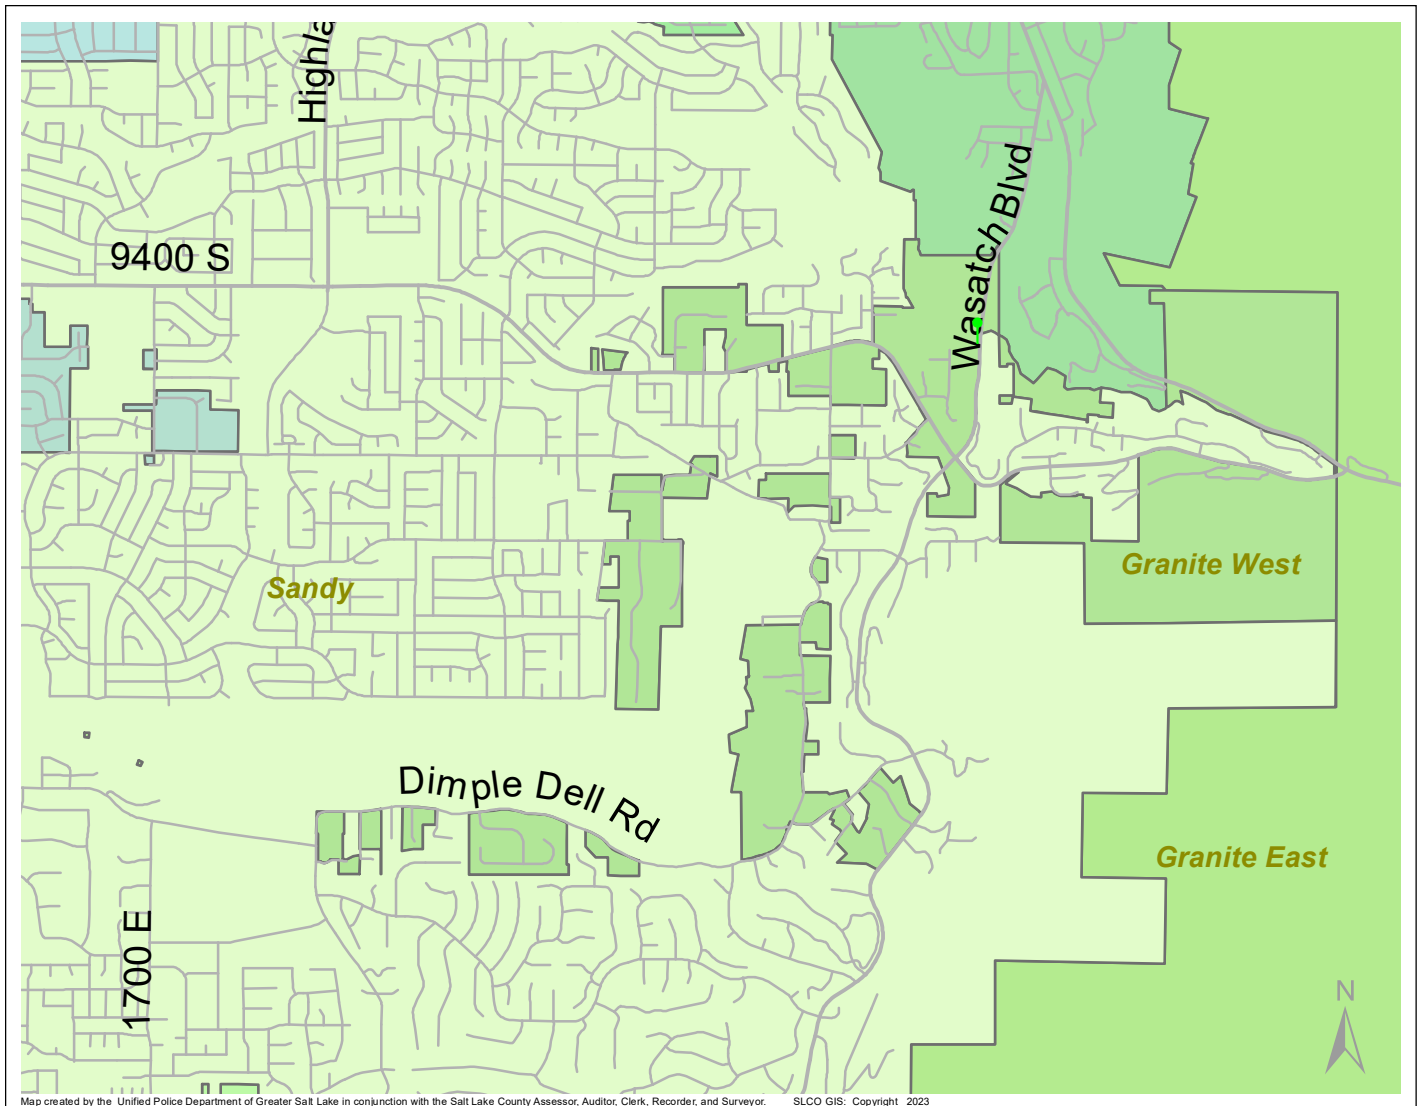 Highla
Wasatch Blvd
9400 S
Granite West
Sandy
Dimple Dell Rd
Granite East
1700 E
N
Map created by the Unified Police Department of Greater Salt Lake in conjunction with the Salt Lake County Assessor, Auditor, Clerk, Recorder, and Surveyor. SLCO GIS: Copyright 2023